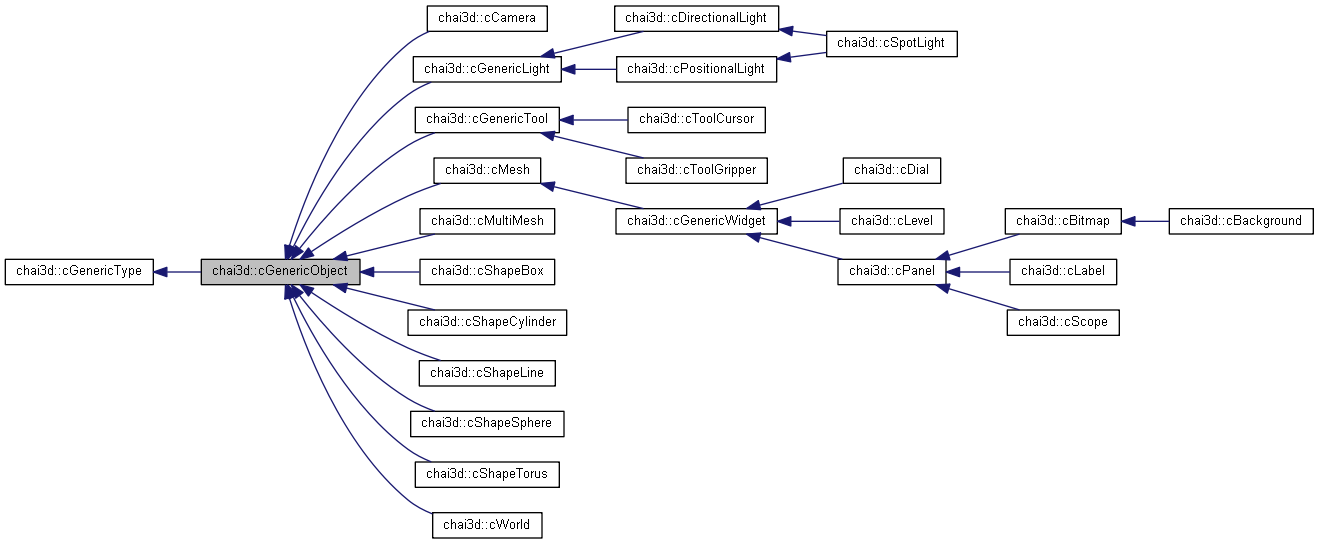 chai3d::cCamera
chai3d::cDirectionalLight
chai3d::cSpotLight
chai3d::cGenericLight
chai3d::cPositionalLight
chai3d::cGenericTool
chai3d::cToolCursor
chai3d::cMesh
chai3d::cToolGripper
chai3d::cDial
chai3d::cMultiMesh
chai3d::cGenericWidget
chai3d::cLevel
chai3d::cBitmap
chai3d::cBackground
chai3d::cGenericType
chai3d::cGenericObject
chai3d::cShapeBox
chai3d::cPanel
chai3d::cLabel
chai3d::cShapeCylinder
chai3d::cScope
chai3d::cShapeLine
chai3d::cShapeSphere
chai3d::cShapeTorus
chai3d::cWorld